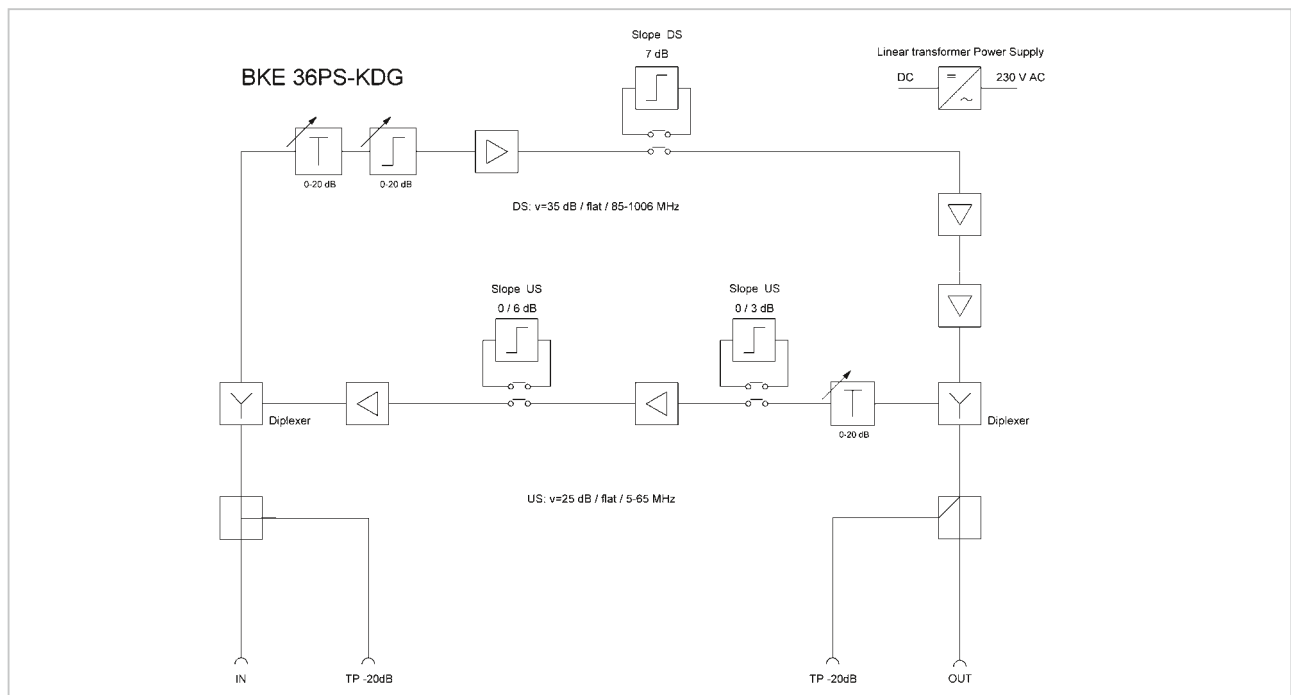 Slope DS
7 dB
Linear transformer Power Supply
DC
230 V AC
BKE 36PS-KDG
0-20 dB
0-20 dB
DS: v=35 dB / flat / 85-1006 MHz
Slope US
0 / 6 dB
Slope US
0 / 3 dB
Diplexer
0-20 dB
Diplexer
US: v=25 dB / flat / 5-65 MHz
IN
TP -20dB
TP -20dB
OUT